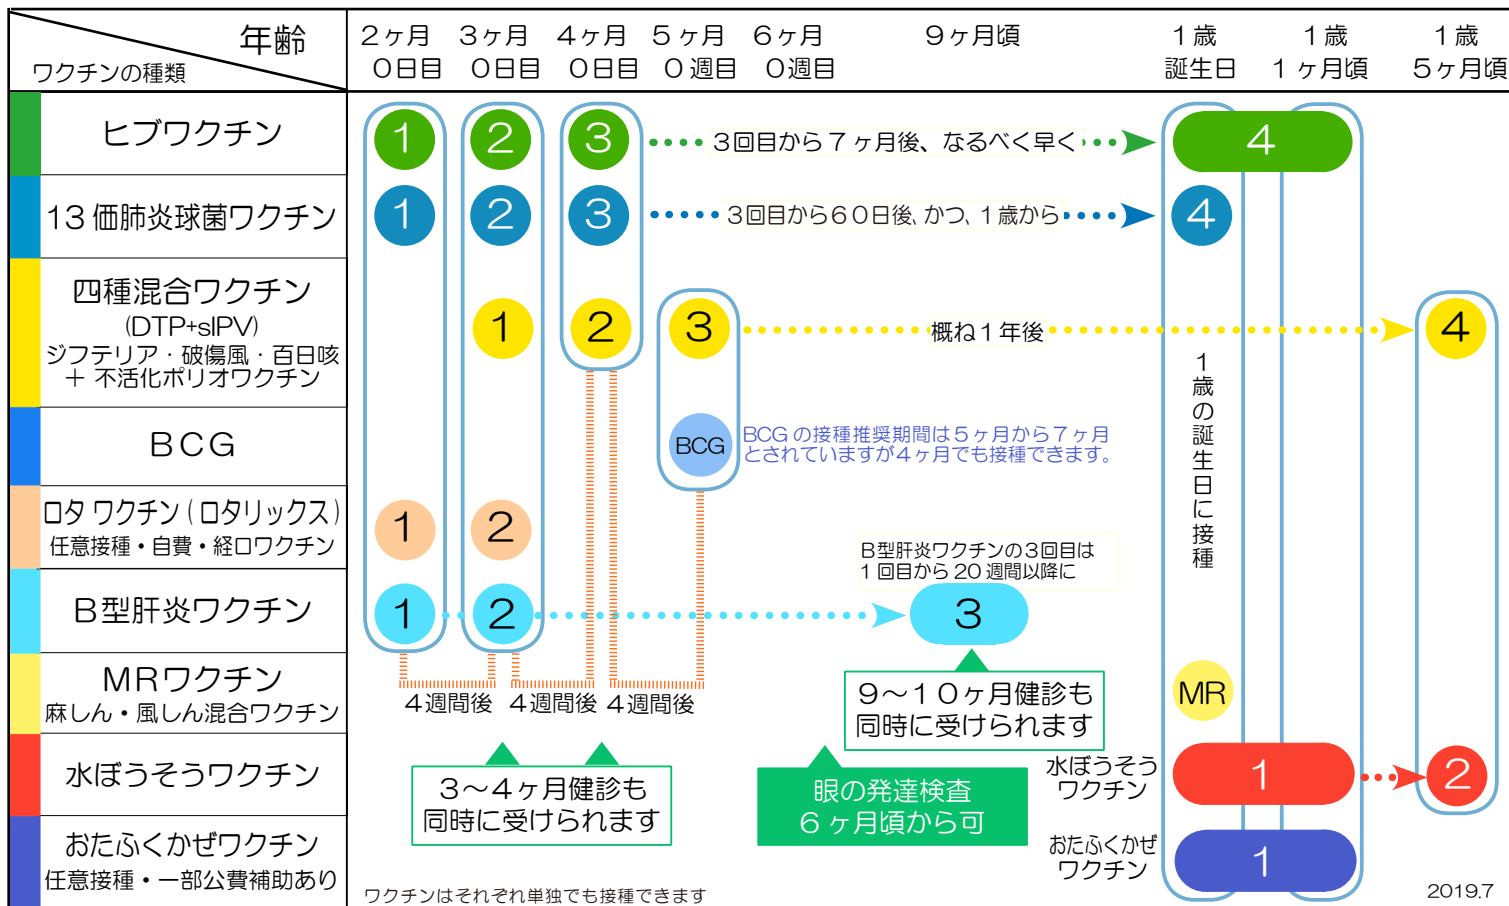 年齢
ワクチンの種類
2ヶ月
0日目
3ヶ月
0日目
4ヶ月
0日目
5ヶ月
0週目
6ヶ月
0週目
9ヶ月頃
1歳
誕生日
1歳
1ヶ月頃
1歳
5ヶ月頃
ヒブワクチン
1
2
3
3回目から7ヶ月後、なるべく早く
4
13価肺炎球菌ワクチン
1
2
3
3回目から60日後、かつ、1歳から
4
四種混合ワクチン
(DTP+sIPV)
ジフテリア・破傷風・百日咳
+ 不活化ポリオワクチン
1
2
3
概ね1年後
4
1歳の誕生日に接種
BCG
BCG
BCGの接種推奨期間は5ヶ月から7ヶ月
とされていますが4ヶ月でも接種できます。
ロタワクチン(ロタリックス)
任意接種・自費・経口ワクチン
1
2
B型肝炎ワクチンの3回目は
1回目から20週間以降に
B型肝炎ワクチン
1
2
3
MRワクチン
麻しん・風しん混合ワクチン
4週間後
4週間後
4週間後
9〜10ヶ月健診も
同時に受けられます
MR
水ぼうそうワクチン
3〜4ヶ月健診も
同時に受けられます
眼の発達検査
6ヶ月頃から可
水ぼうそう
ワクチン
1
2
おたふくかぜワクチン
任意接種・一部公費補助あり
おたふくかぜ
ワクチン
1
ワクチンはそれぞれ単独でも接種できます
2019.7